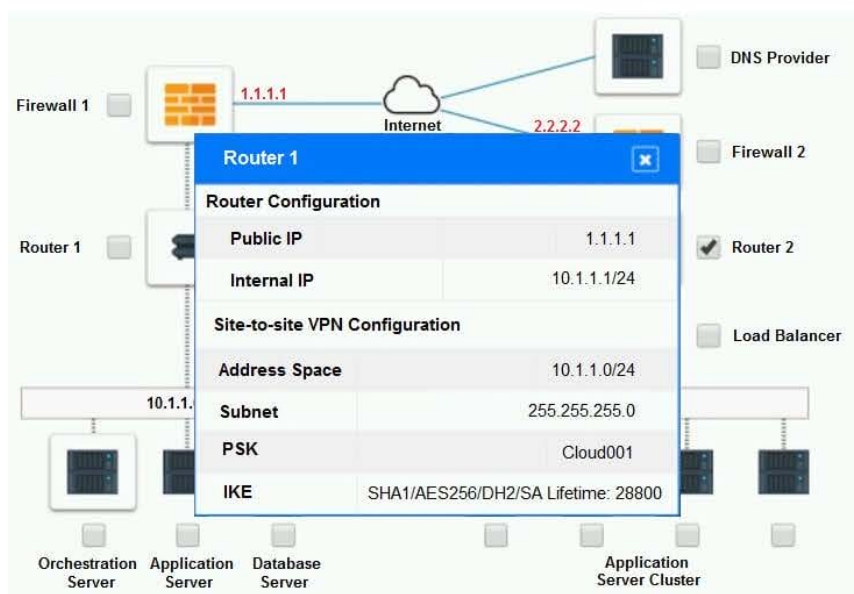 DNS Provider
Firewall 1
1.1.1.1
Internet
2.2.2.2
Firewall 2
Router 1
Router Configuration
Public IP 1.1.1.1
Internal IP 10.1.1.1/24
Site-to-site VPN Configuration
Address Space 10.1.1.0/24
Subnet 255.255.255.0
PSK Cloud001
IKE SHA1/AES256/DH2/SA Lifetime: 28800
Router 1
Router 2
Load Balancer
10.1.1.
Orchestration
Server
Application
Server
Database
Server
Application
Server Cluster